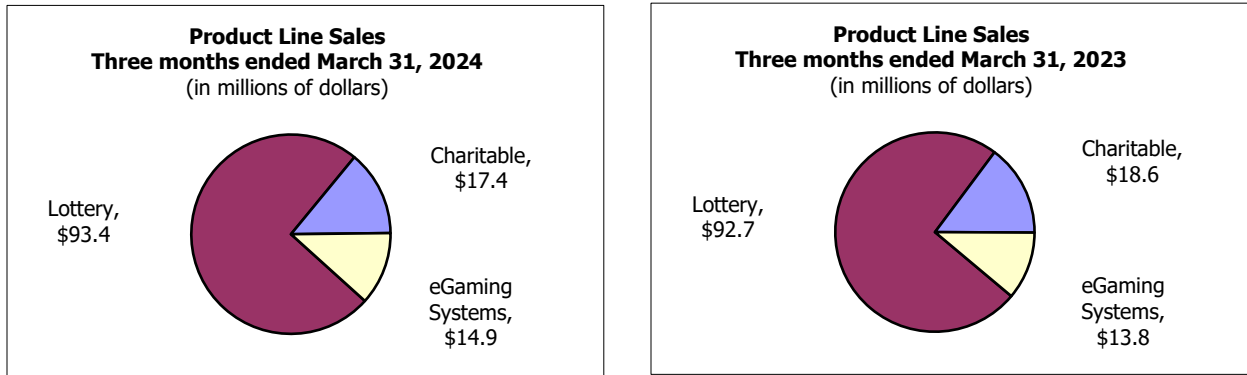 Product Line Sales
Three months ended March 31, 2024
(in millions of dollars)
Charitable,
$17.4
Lottery,
$93.4
eGaming
Systems,
$14.9
Product Line Sales
Three months ended March 31, 2023
(in millions of dollars)
Charitable,
$18.6
Lottery,
$92.7
eGaming
Systems,
$13.8